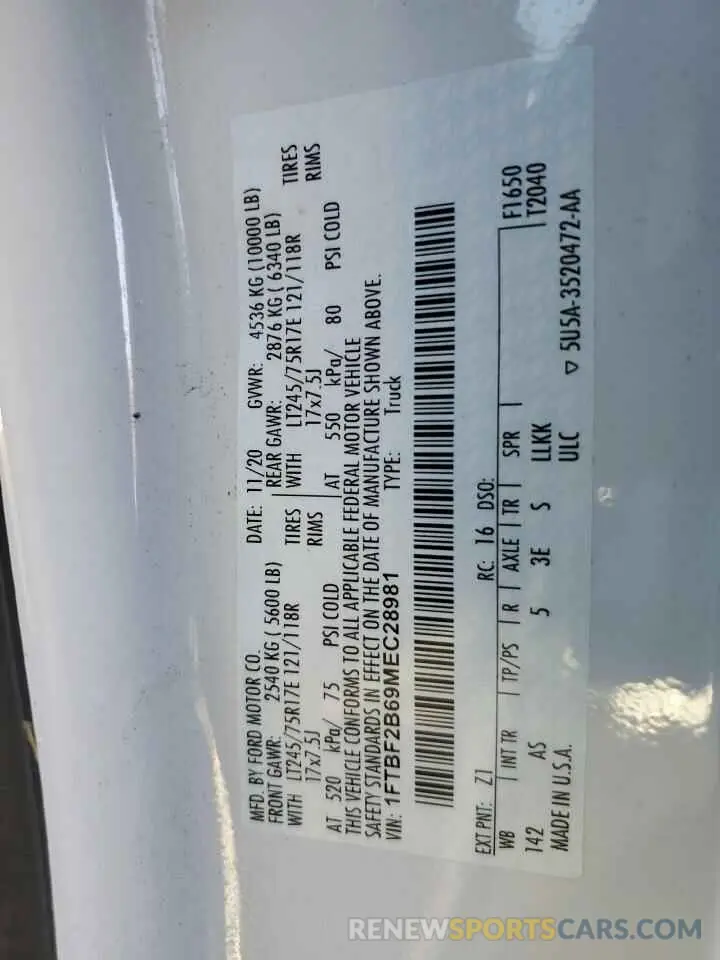 MFD. BY FORD MOTOR CO. DATE: 11/20 GVWR: 4536 KG (10000 LB)
FRONT GAWR: 2540 KG ( 5600 LB) REAR GAWR: 2876 KG ( 6340 LB)
WITH LT245/75R17E 121/118R TIRES WITH LT245/75R17E 121/118R TIRES
17x7.5J RIMS 17x7.5J RIMS
AT 520 kPa/ 75 PSI COLD AT 550 kPa/ 80 PSI COLD
THIS VEHICLE CONFORMS TO ALL APPLICABLE FEDERAL MOTOR VEHICLE
SAFETY STANDARDS IN EFFECT ON THE DATE OF MANUFACTURE SHOWN ABOVE.
VIN: 1FTBF2B69MEC28981 TYPE: Truck
EXT PNT: Z1 RC: 16 DSO:
WB INT TR TP/PS R AXLE TR SPR F1650
142 AS 5 3E S LLKK T2040
MADE IN U.S.A. ULC ▽ 5U5A-3520472-AA
RENEWSPORTSCARS.COM